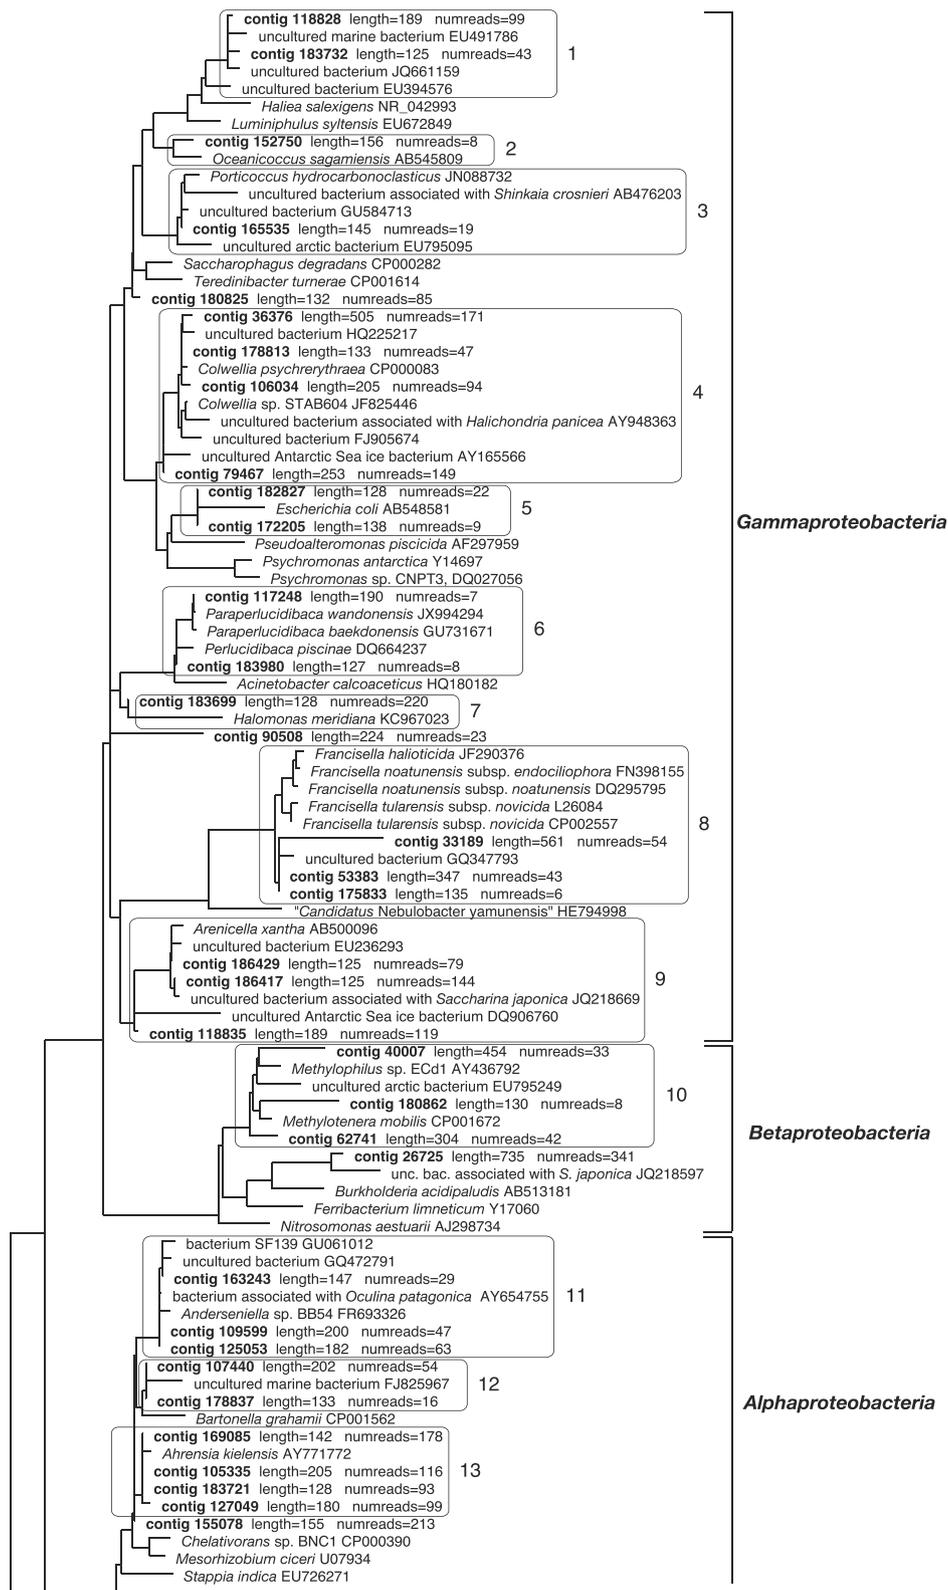 contig 118828 length=189 numreads=99
uncultured marine bacterium EU491786
contig 183732 length=125 numreads=43
1
uncultured bacterium JQ661159
uncultured bacterium EU394576
Haliea salexigens NR_042993
Luminiphulus syltensis EU672849
contig 152750 length=156 numreads=8
2
Oceanicoccus sagamiensis AB545809
Porticoccus hydrocarbonoclasticus JN088732
uncultured bacterium associated with Shinkaia crosnieri AB476203
uncultured bacterium GU584713
3
contig 165535 length=145 numreads=19
uncultured arctic bacterium EU795095
Saccharophagus degradans CP000282
Teredinibacter turnerae CP001614
contig 180825 length=132 numreads=85
contig 36376 length=505 numreads=171
uncultured bacterium HQ225217
contig 178813 length=133 numreads=47
Colwellia psychrerythraea CP000083
contig 106034 length=205 numreads=94
4
Colwellia sp. STAB604 JF825446
uncultured bacterium associated with Halichondria panicea AY948363
uncultured bacterium FJ905674
uncultured Antarctic Sea ice bacterium AY165566
contig 79467 length=253 numreads=149
contig 182827 length=128 numreads=22
Escherichia coli AB548581
5
contig 172205 length=138 numreads=9
Gammaproteobacteria
Pseudoalteromonas piscicida AF297959
Psychromonas antarctica Y14697
Psychromonas sp. CNPT3, DQ027056
contig 117248 length=190 numreads=7
Paraperlucidibaca wandonensis JX994294
Paraperlucidibaca baekdonensis GU731671
6
Perlucidibaca piscinae DQ664237
contig 183980 length=127 numreads=8
Acinetobacter calcoaceticus HQ180182
contig 183699 length=128 numreads=220
7
Halomonas meridiana KC967023
contig 90508 length=224 numreads=23
Francisella halioticida JF290376
Francisella noatunensis subsp. endociliophora FN398155
Francisella noatunensis subsp. noatunensis DQ295795
Francisella tularensis subsp. novicida L26084
Francisella tularensis subsp. novicida CP002557
8
contig 33189 length=561 numreads=54
uncultured bacterium GQ347793
contig 53383 length=347 numreads=43
contig 175833 length=135 numreads=6
"Candidatus Nebulobacter yamunensis" HE794998
Arenicella xantha AB500096
uncultured bacterium EU236293
contig 186429 length=125 numreads=79
contig 186417 length=125 numreads=144
9
uncultured bacterium associated with Saccharina japonica JQ218669
uncultured Antarctic Sea ice bacterium DQ906760
contig 118835 length=189 numreads=119
contig 40007 length=454 numreads=33
Methylophilus sp. ECd1 AY436792
uncultured arctic bacterium EU795249
10
contig 180862 length=130 numreads=8
Methylotenera mobilis CP001672
Betaproteobacteria
contig 62741 length=304 numreads=42
contig 26725 length=735 numreads=341
unc. bac. associated with S. japonica JQ218597
Burkholderia acidipaludis AB513181
Ferribacterium limneticum Y17060
Nitrosomonas aestuarii AJ298734
bacterium SF139 GU061012
uncultured bacterium GQ472791
contig 163243 length=147 numreads=29
bacterium associated with Oculina patagonica AY654755
11
Anderseniella sp. BB54 FR693326
contig 109599 length=200 numreads=47
contig 125053 length=182 numreads=63
contig 107440 length=202 numreads=54
uncultured marine bacterium FJ825967
12
contig 178837 length=133 numreads=16
Alphaproteobacteria
Bartonella grahamii CP001562
contig 169085 length=142 numreads=178
Ahrensia kielensis AY771772
contig 105335 length=205 numreads=116
13
contig 183721 length=128 numreads=93
contig 127049 length=180 numreads=99
contig 155078 length=155 numreads=213
Chelativorans sp. BNC1 CP000390
Mesorhizobium ciceri U07934
Stappia indica EU726271